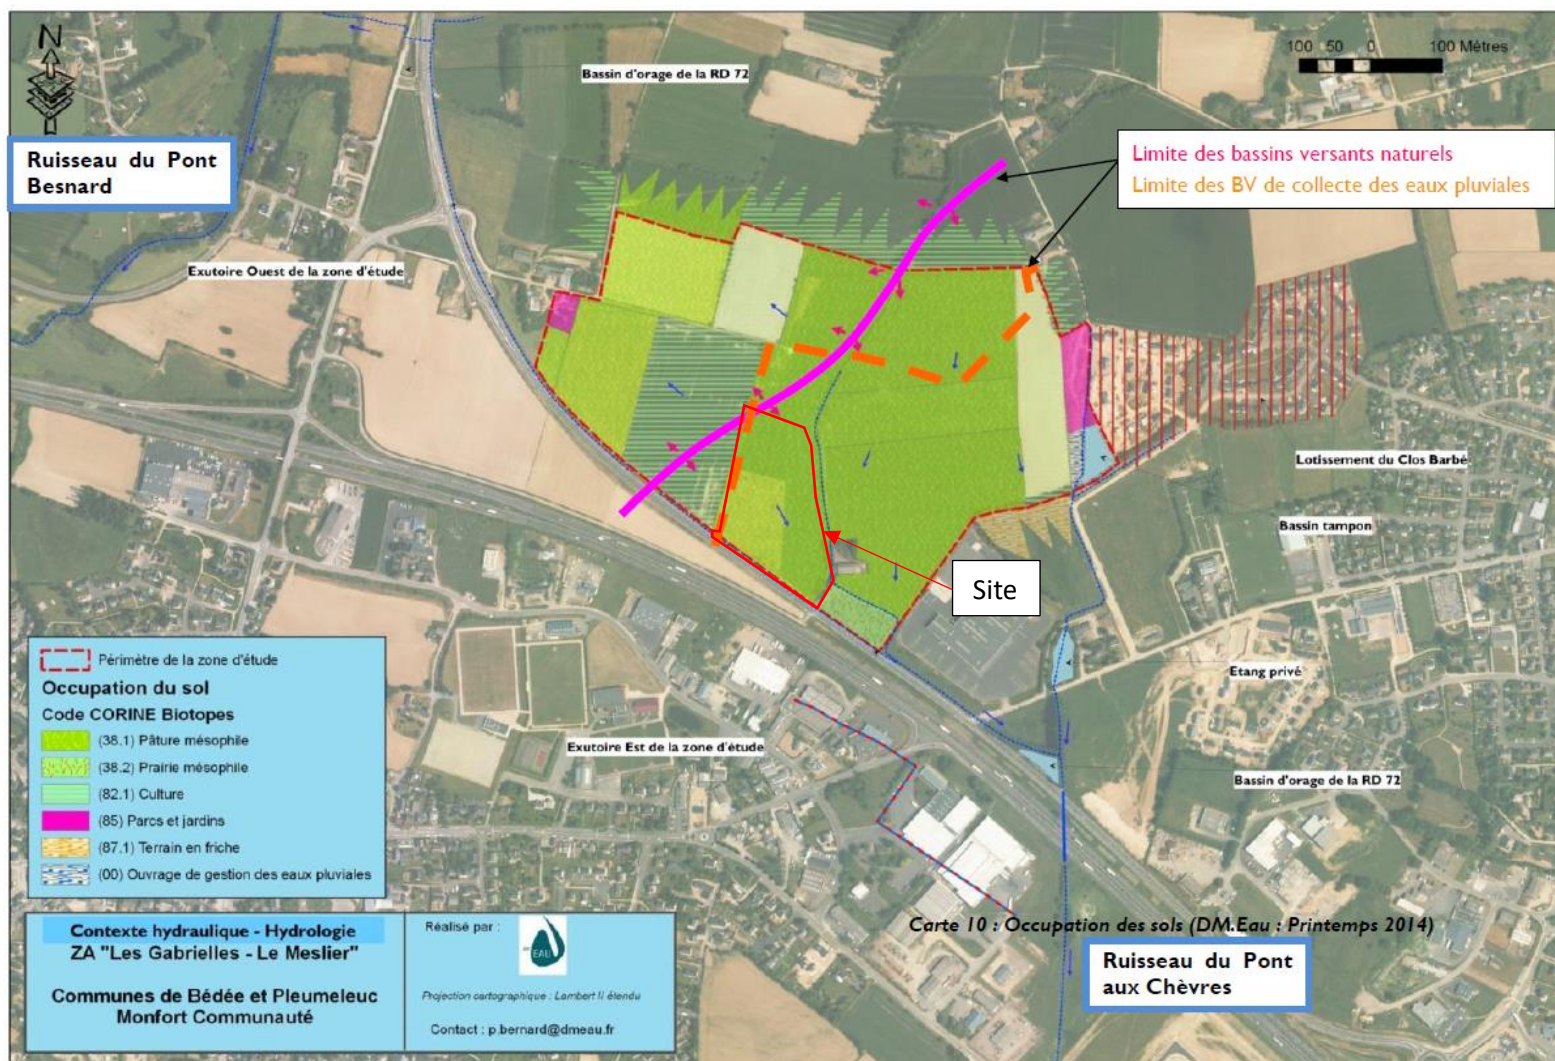 N
Bassin d'orage de la RD 72
100 50 0 100 Métres
Ruisseau du Pont
Besnard
Limite des bassins versants naturels
Limite des BV de collecte des eaux pluviales
Exutoire Ouest de la zone d'étude
Lotissement du Clos Barbé
Bassin tampon
Site
Etang privé
Exutoire Est de la zone d'étude
Bassin d'orage de la RD 72
Périmètre de la zone d'étude
Occupation du sol
Code CORINE Biotopes
(38.1) Pâture mésophile
(38.2) Prairie mésophile
(82.1) Culture
(85) Parcs et jardins
(87.1) Terrain en friche
(00) Ouvrage de gestion des eaux pluviales
Carte 10 : Occupation des sols (DM.Eau : Printemps 2014)
Ruisseau du Pont
aux Chèvres
Contexte hydraulique - Hydrologie
ZA "Les Gabrielles - Le Meslier"
Communes de Bédée et Pleumeleuc
Monfort Communauté
Réalisé par :
EAU
Projection cartographique : Lambert II étendu
Contact : p.bernard@dmeau.fr